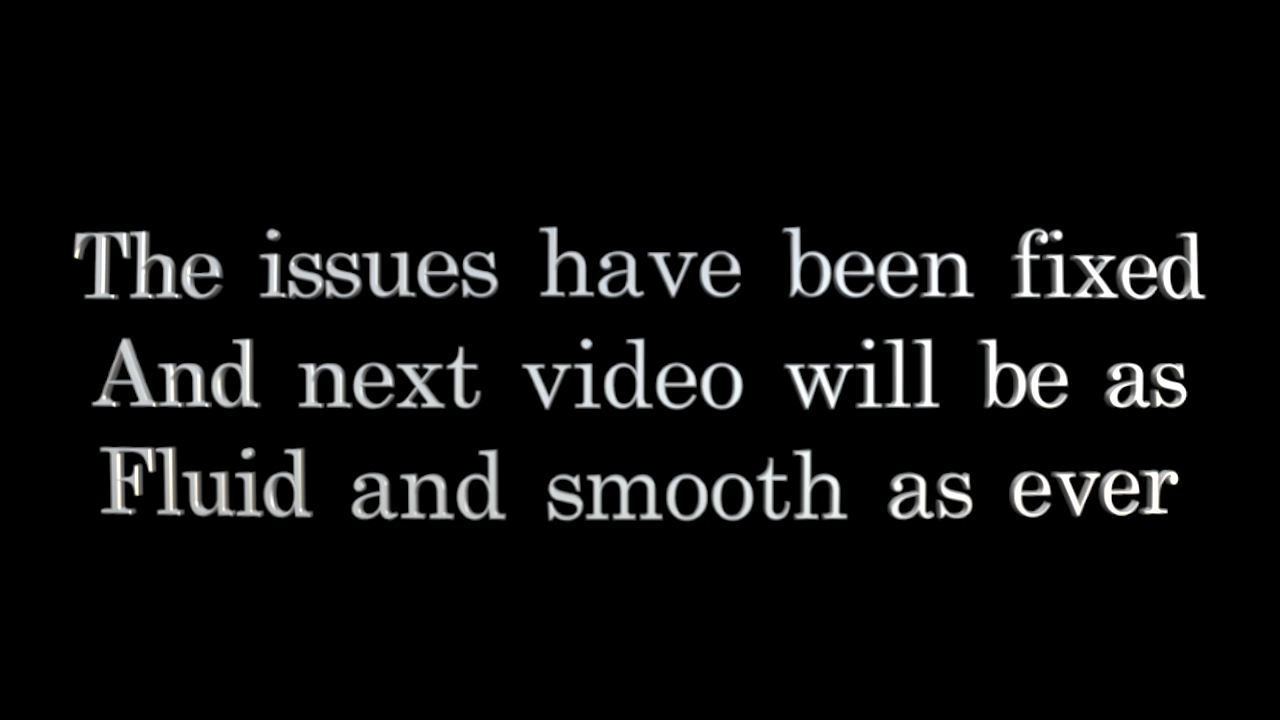 The issues have been fixed
And next video will be as
Fluid and smooth as ever